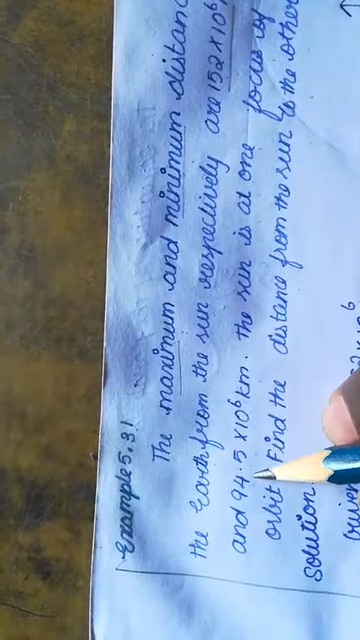 Example 5.31
The maximum and minimum distanc
the Earth from the sun respectively are 152×10⁶
and 94.5×10⁶ km. The sun is at one focus of
orbit. Find the distance from the sun to the other
Solution.